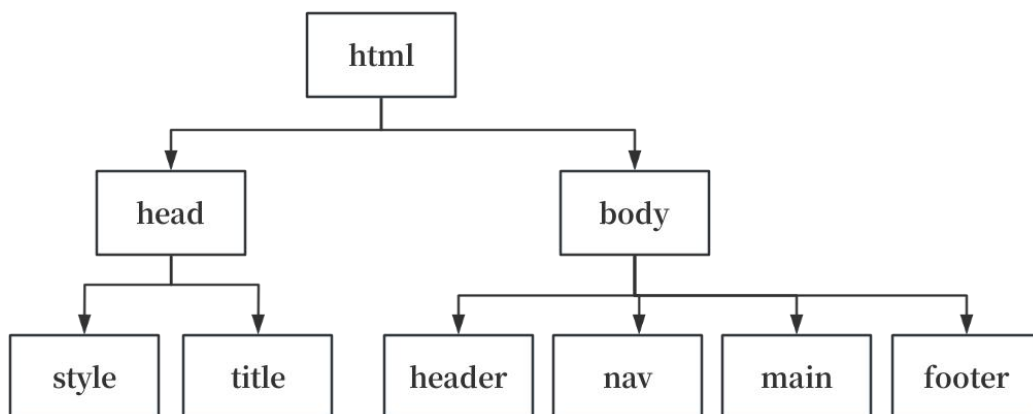 html
head
body
style
title
header
nav
main
footer